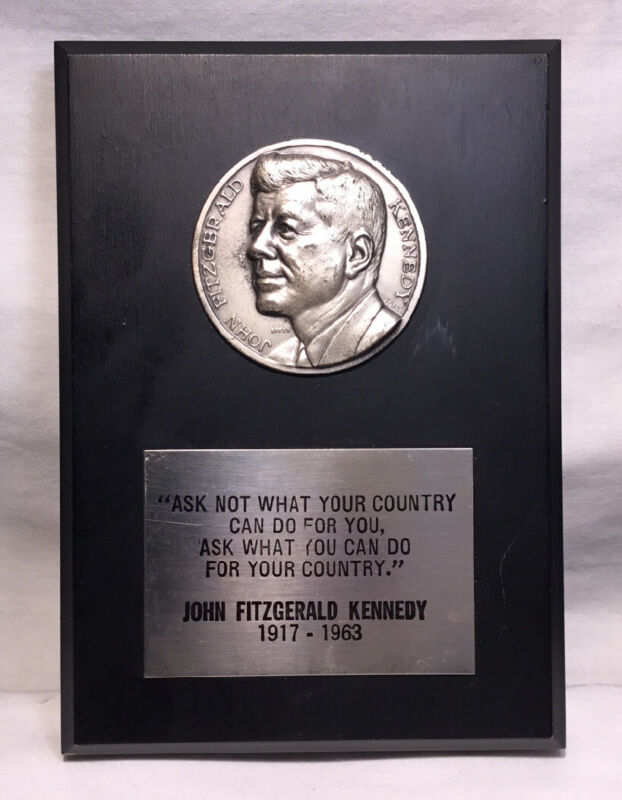 JOHN FITZGERALD KENNEDY
“ASK NOT WHAT YOUR COUNTRY
CAN DO FOR YOU,
ASK WHAT YOU CAN DO
FOR YOUR COUNTRY.”
JOHN FITZGERALD KENNEDY
1917 - 1963